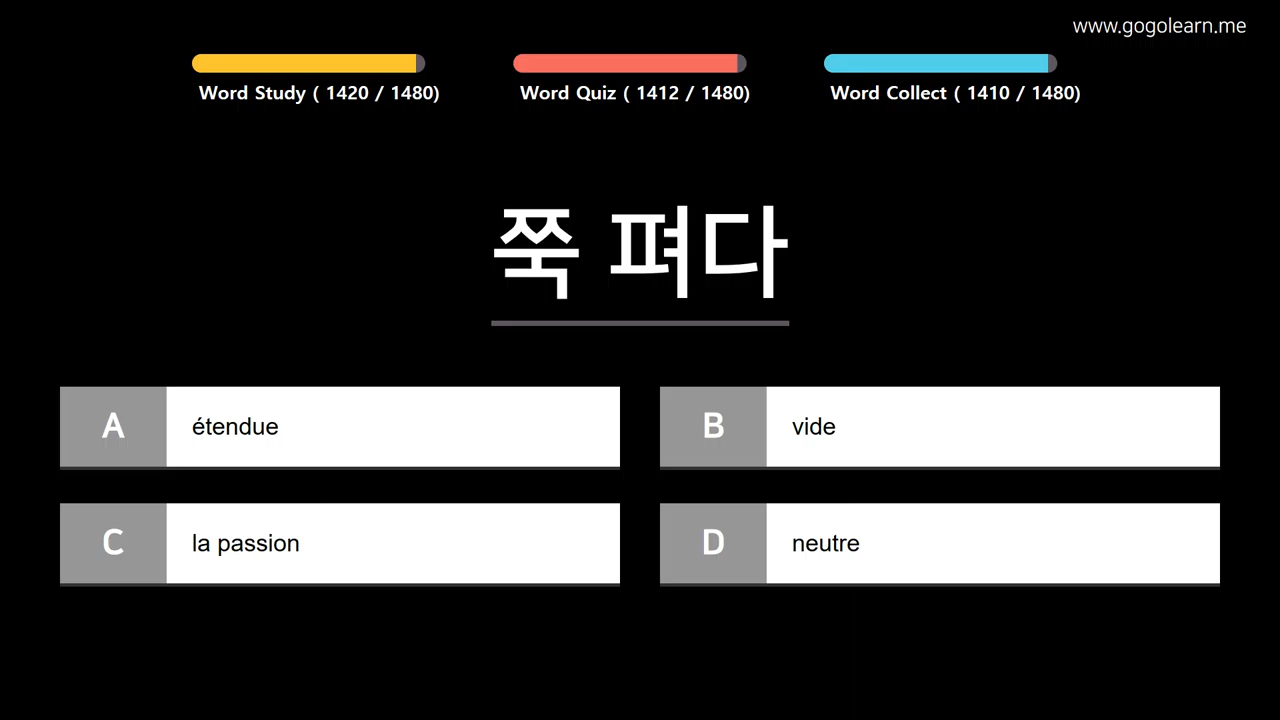 www.gogolearn.me
Word Study ( 1420 / 1480)
Word Quiz ( 1412 / 1480)
Word Collect ( 1410 / 1480)
쭉 펴다
A
étendue
B
vide
C
la passion
D
neutre